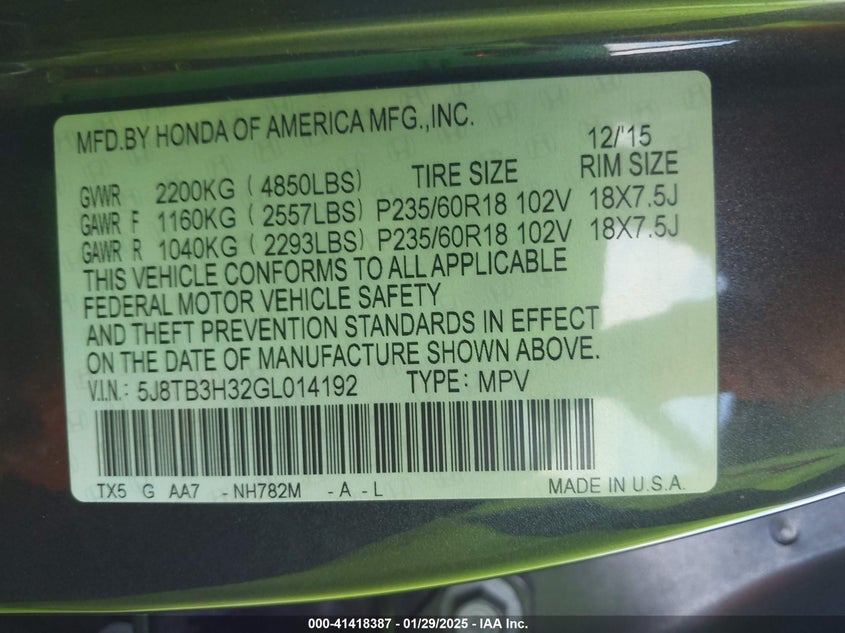 MFD.BY HONDA OF AMERICA MFG.,INC.
12/'15
TIRE SIZE RIM SIZE
GVWR 2200KG ( 4850LBS)
GAWR F 1160KG ( 2557LBS) P235/60R18 102V 18X7.5J
GAWR R 1040KG ( 2293LBS) P235/60R18 102V 18X7.5J
THIS VEHICLE CONFORMS TO ALL APPLICABLE
FEDERAL MOTOR VEHICLE SAFETY
AND THEFT PREVENTION STANDARDS IN EFFECT
ON THE DATE OF MANUFACTURE SHOWN ABOVE.
V.I.N.: 5J8TB3H32GL014192 TYPE: MPV
TX5 G AA7 - NH782M - A - L MADE IN U.S.A.
000-41418387 - 01/29/2025 - IAA Inc.